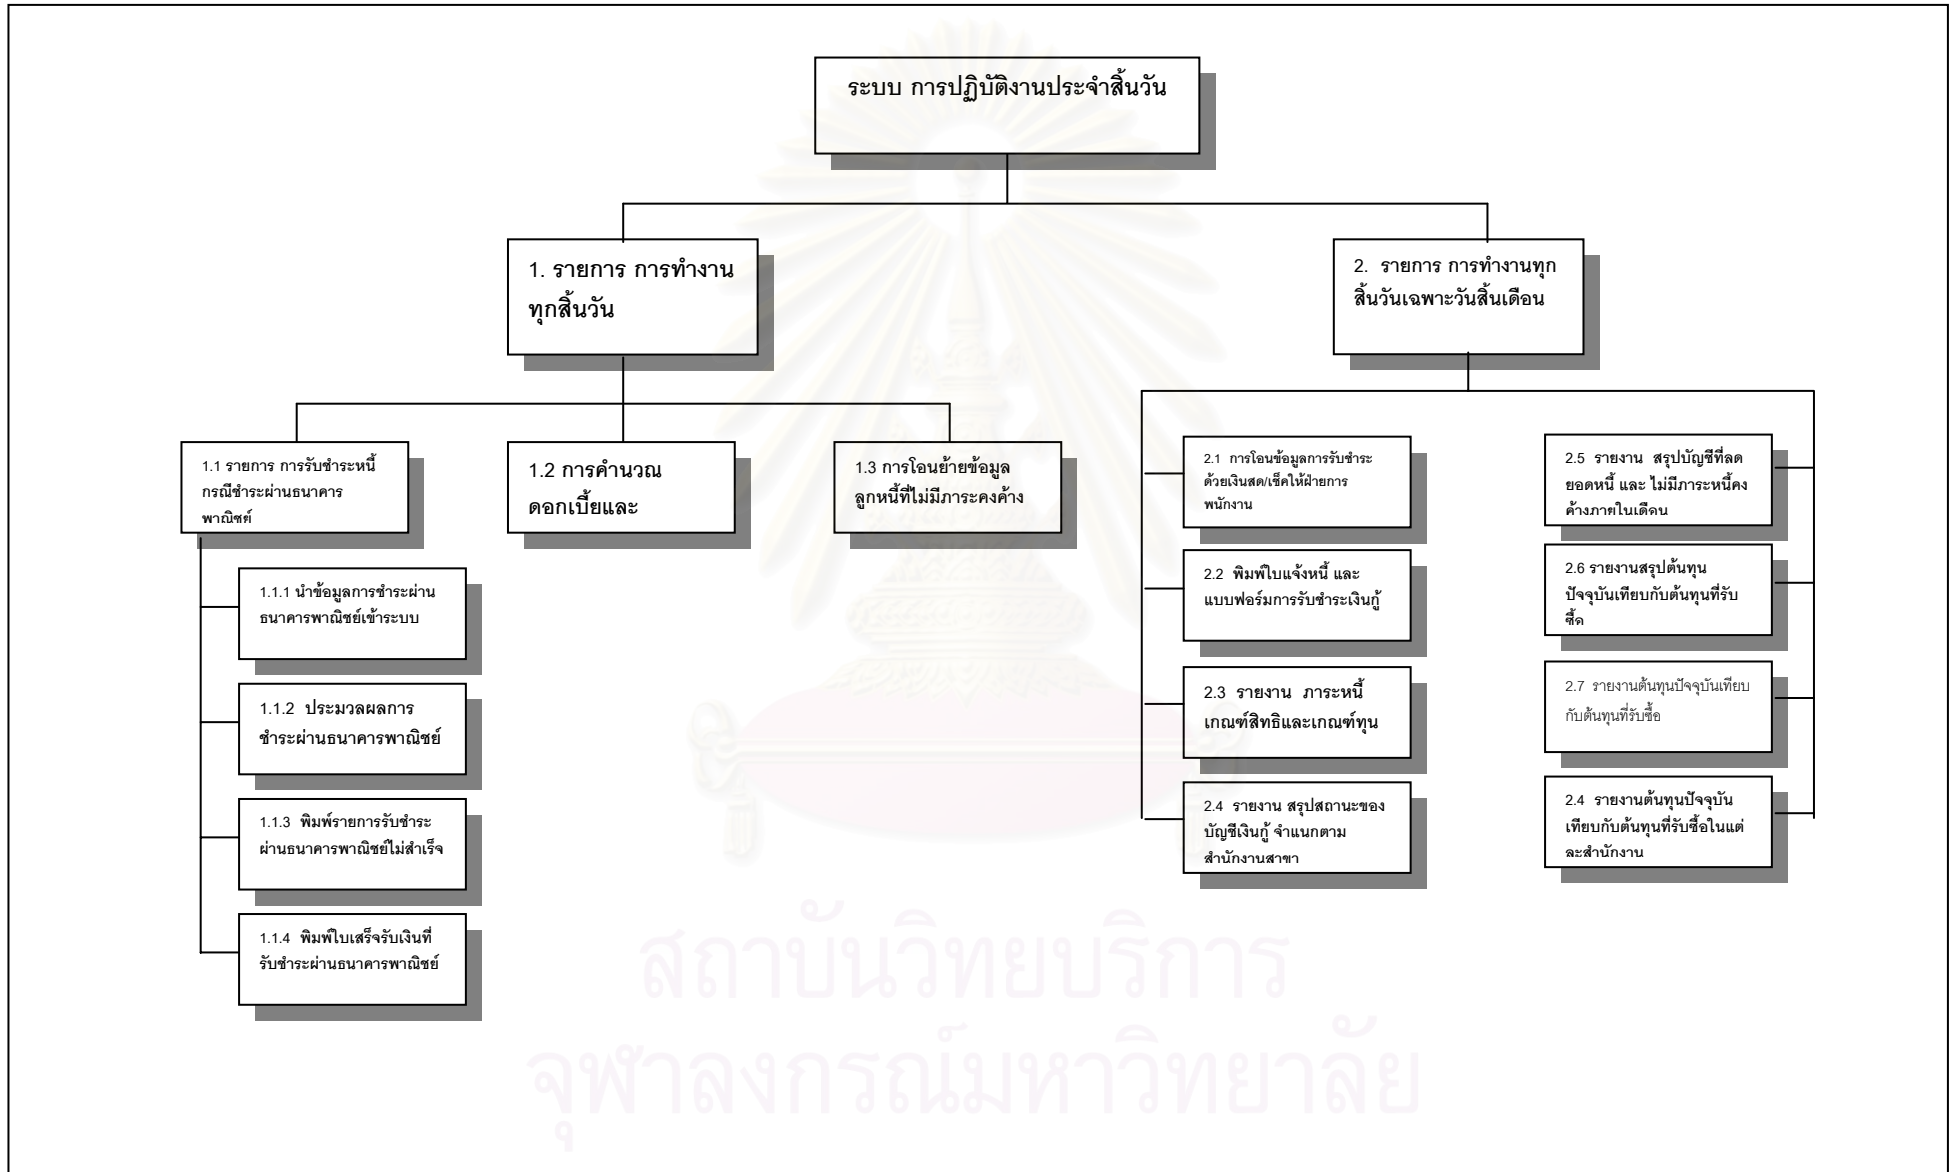 ระบบ การปฏิบัติงานประจำสิ้นวัน
1. รายการ การทำงาน
ทุกสิ้นวัน
2. รายการ การทำงานทุก
สิ้นวันเฉพาะวันสิ้นเดือน
1.1 รายการ การรับชำระหนี้
กรณีชำระผ่านธนาคาร
พาณิชย์
1.2 การคำนวณ
ดอกเบี้ยและ
1.3 การโอนย้ายข้อมูล
ลูกหนี้ที่ไม่มีภาระคงค้าง
1.1.1 นำข้อมูลการชำระผ่าน
ธนาคารพาณิชย์เข้าระบบ
1.1.2 ประมวลผลการ
ชำระผ่านธนาคารพาณิชย์
1.1.3 พิมพ์รายการรับชำระ
ผ่านธนาคารพาณิชย์ไม่สำเร็จ
1.1.4 พิมพ์ใบเสร็จรับเงินที่
รับชำระผ่านธนาคารพาณิชย์
2.1 การโอนข้อมูลการรับชำระ
ด้วยเงินสด/เช็คให้ฝ่ายการ
พนักงาน
2.2 พิมพ์ใบแจ้งหนี้ และ
แบบฟอร์มการรับชำระเงินกู้
2.3 รายงาน ภาระหนี้
เกณฑ์สิทธิและเกณฑ์ทุน
2.4 รายงาน สรุปสถานะของ
บัญชีเงินกู้ จำแนกตาม
สำนักงานสาขา
2.5 รายงาน สรุปบัญชีที่ลด
ยอดหนี้ และ ไม่มีภาระหนี้คง
ค้างภายในเดือน
2.6 รายงานสรุปต้นทุน
ปัจจุบันเทียบกับต้นทุนที่รับ
ซื้อ
2.7 รายงานต้นทุนปัจจุบันเทียบ
กับต้นทุนที่รับซื้อ
2.4 รายงานต้นทุนปัจจุบัน
เทียบกับต้นทุนที่รับซื้อในแต่
ละสำนักงาน
สถาบันวิทยบริการ
จุฬาลงกรณ์มหาวิทยาลัย